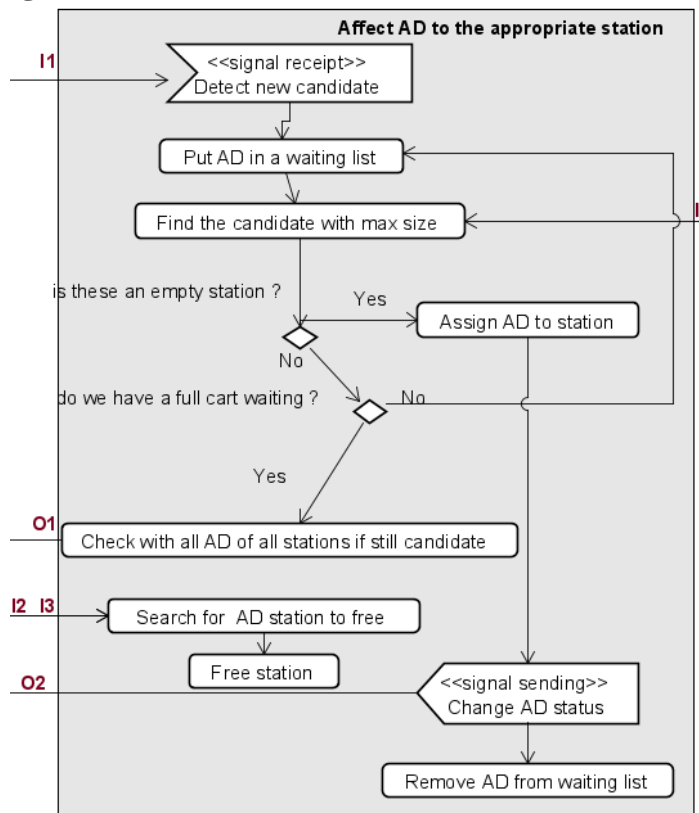 Affect AD to the appropriate station
I1
<<signal receipt>>
Detect new candidate
Put AD in a waiting list
Find the candidate with max size
is these an empty station ?
Yes
Assign AD to station
No
do we have a full cart waiting ?
No
Yes
O1
Check with all AD of all stations if still candidate
I2 I3
Search for AD station to free
Free station
O2
<<signal sending>>
Change AD status
Remove AD from waiting list